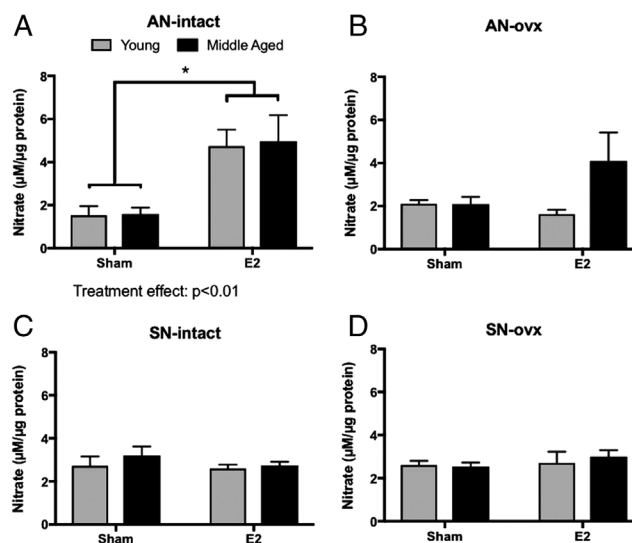 A
AN-intact
Young
Middle Aged
*
Nitrate (µM/µg protein)
8
6
4
2
0
Sham
E2
Treatment effect: p<0.01
B
AN-ovx
Nitrate (µM/µg protein)
8
6
4
2
0
Sham
E2
C
SN-intact
Nitrate (µM/µg protein)
8
6
4
2
0
Sham
E2
D
SN-ovx
Nitrate (µM/µg protein)
8
6
4
2
0
Sham
E2